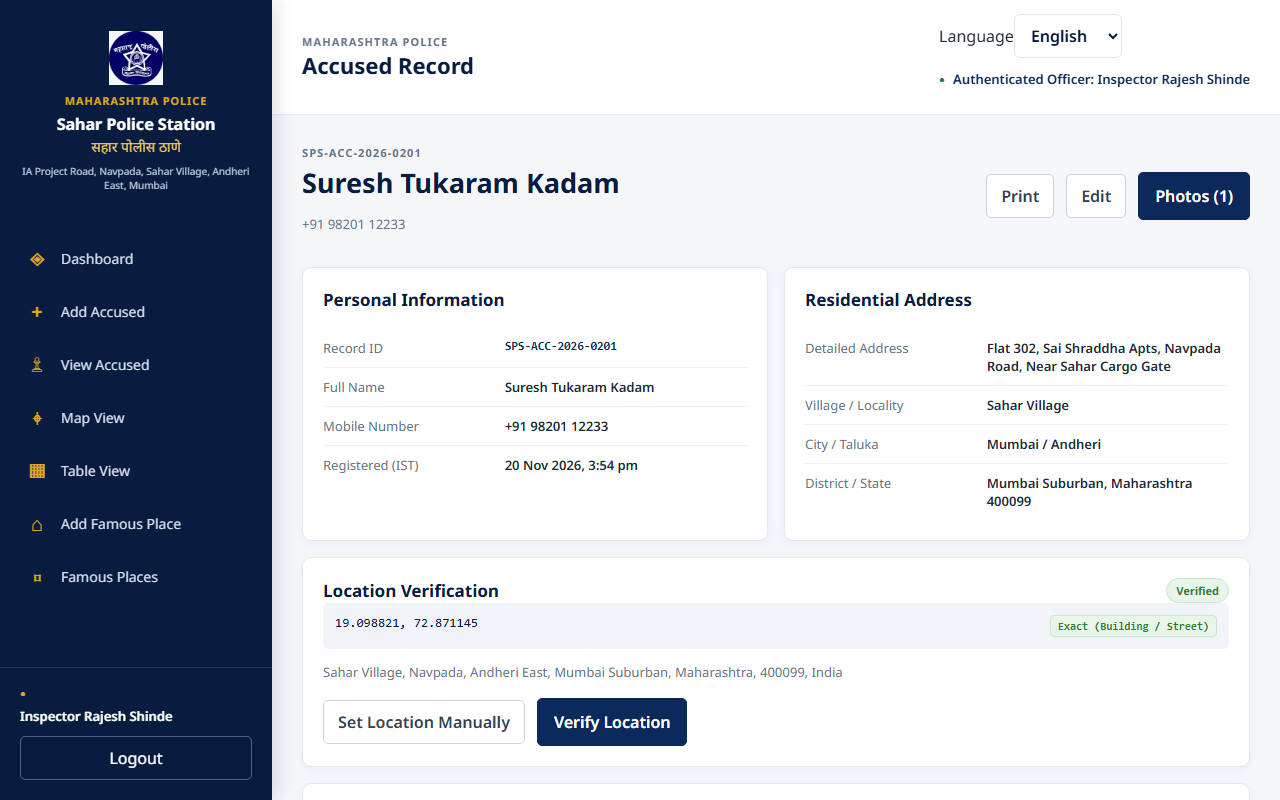 महाराष्ट्र पोलीस
MAHARASHTRA POLICE
Sahar Police Station
सहार पोलीस ठाणे
IA Project Road, Navpada, Sahar Village, Andheri
East, Mumbai
Dashboard
Add Accused
View Accused
Map View
Table View
Add Famous Place
Famous Places
Inspector Rajesh Shinde
Logout
MAHARASHTRA POLICE
Accused Record
Language English
• Authenticated Officer: Inspector Rajesh Shinde
SPS-ACC-2026-0201
Suresh Tukaram Kadam
+91 98201 12233
Print Edit Photos (1)
Personal Information
Record ID SPS-ACC-2026-0201
Full Name Suresh Tukaram Kadam
Mobile Number +91 98201 12233
Registered (IST) 20 Nov 2026, 3:54 pm
Residential Address
Detailed Address Flat 302, Sai Shraddha Apts, Navpada
Road, Near Sahar Cargo Gate
Village / Locality Sahar Village
City / Taluka Mumbai / Andheri
District / State Mumbai Suburban, Maharashtra
400099
Location Verification Verified
19.098821, 72.871145 Exact (Building / Street)
Sahar Village, Navpada, Andheri East, Mumbai Suburban, Maharashtra, 400099, India
Set Location Manually Verify Location